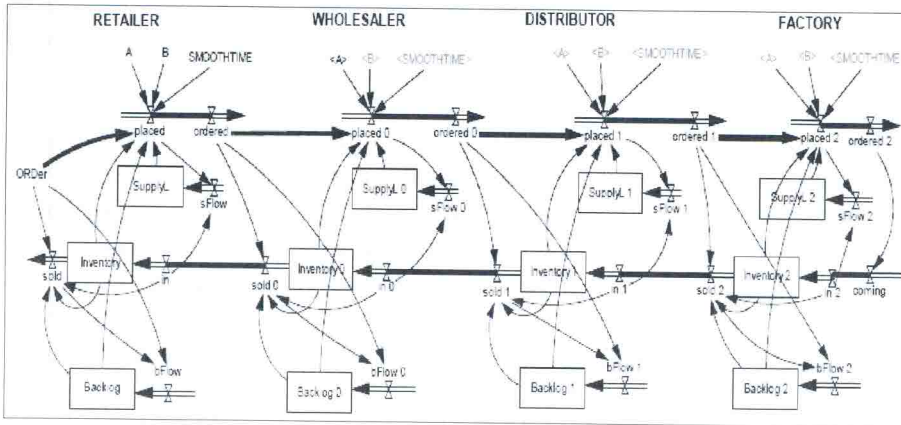 RETAILER WHOLESALER DISTRIBUTOR FACTORY
A B SMOOTHTIME <A> <B> <SMOOTHTIME> <A> <B> <SMOOTHTIME> <A> <B> <SMOOTHTIME>
placed ordered placed 0 ordered 0 placed 1 ordered 1 placed 2 ordered 2
ORDer
SupplyL SupplyL 0 SupplyL 1 SupplyL 2
sFlow sFlow 0 sFlow 1 sFlow 2
Inventory Inventory 0 Inventory Inventory 2
sold in sold 0 in 0 sold 1 in 1 sold 2 in 2 coming
bFlow bFlow 0 bFlow 1 bFlow 2
Backlog Backlog 0 Backlog 1 Backlog 2